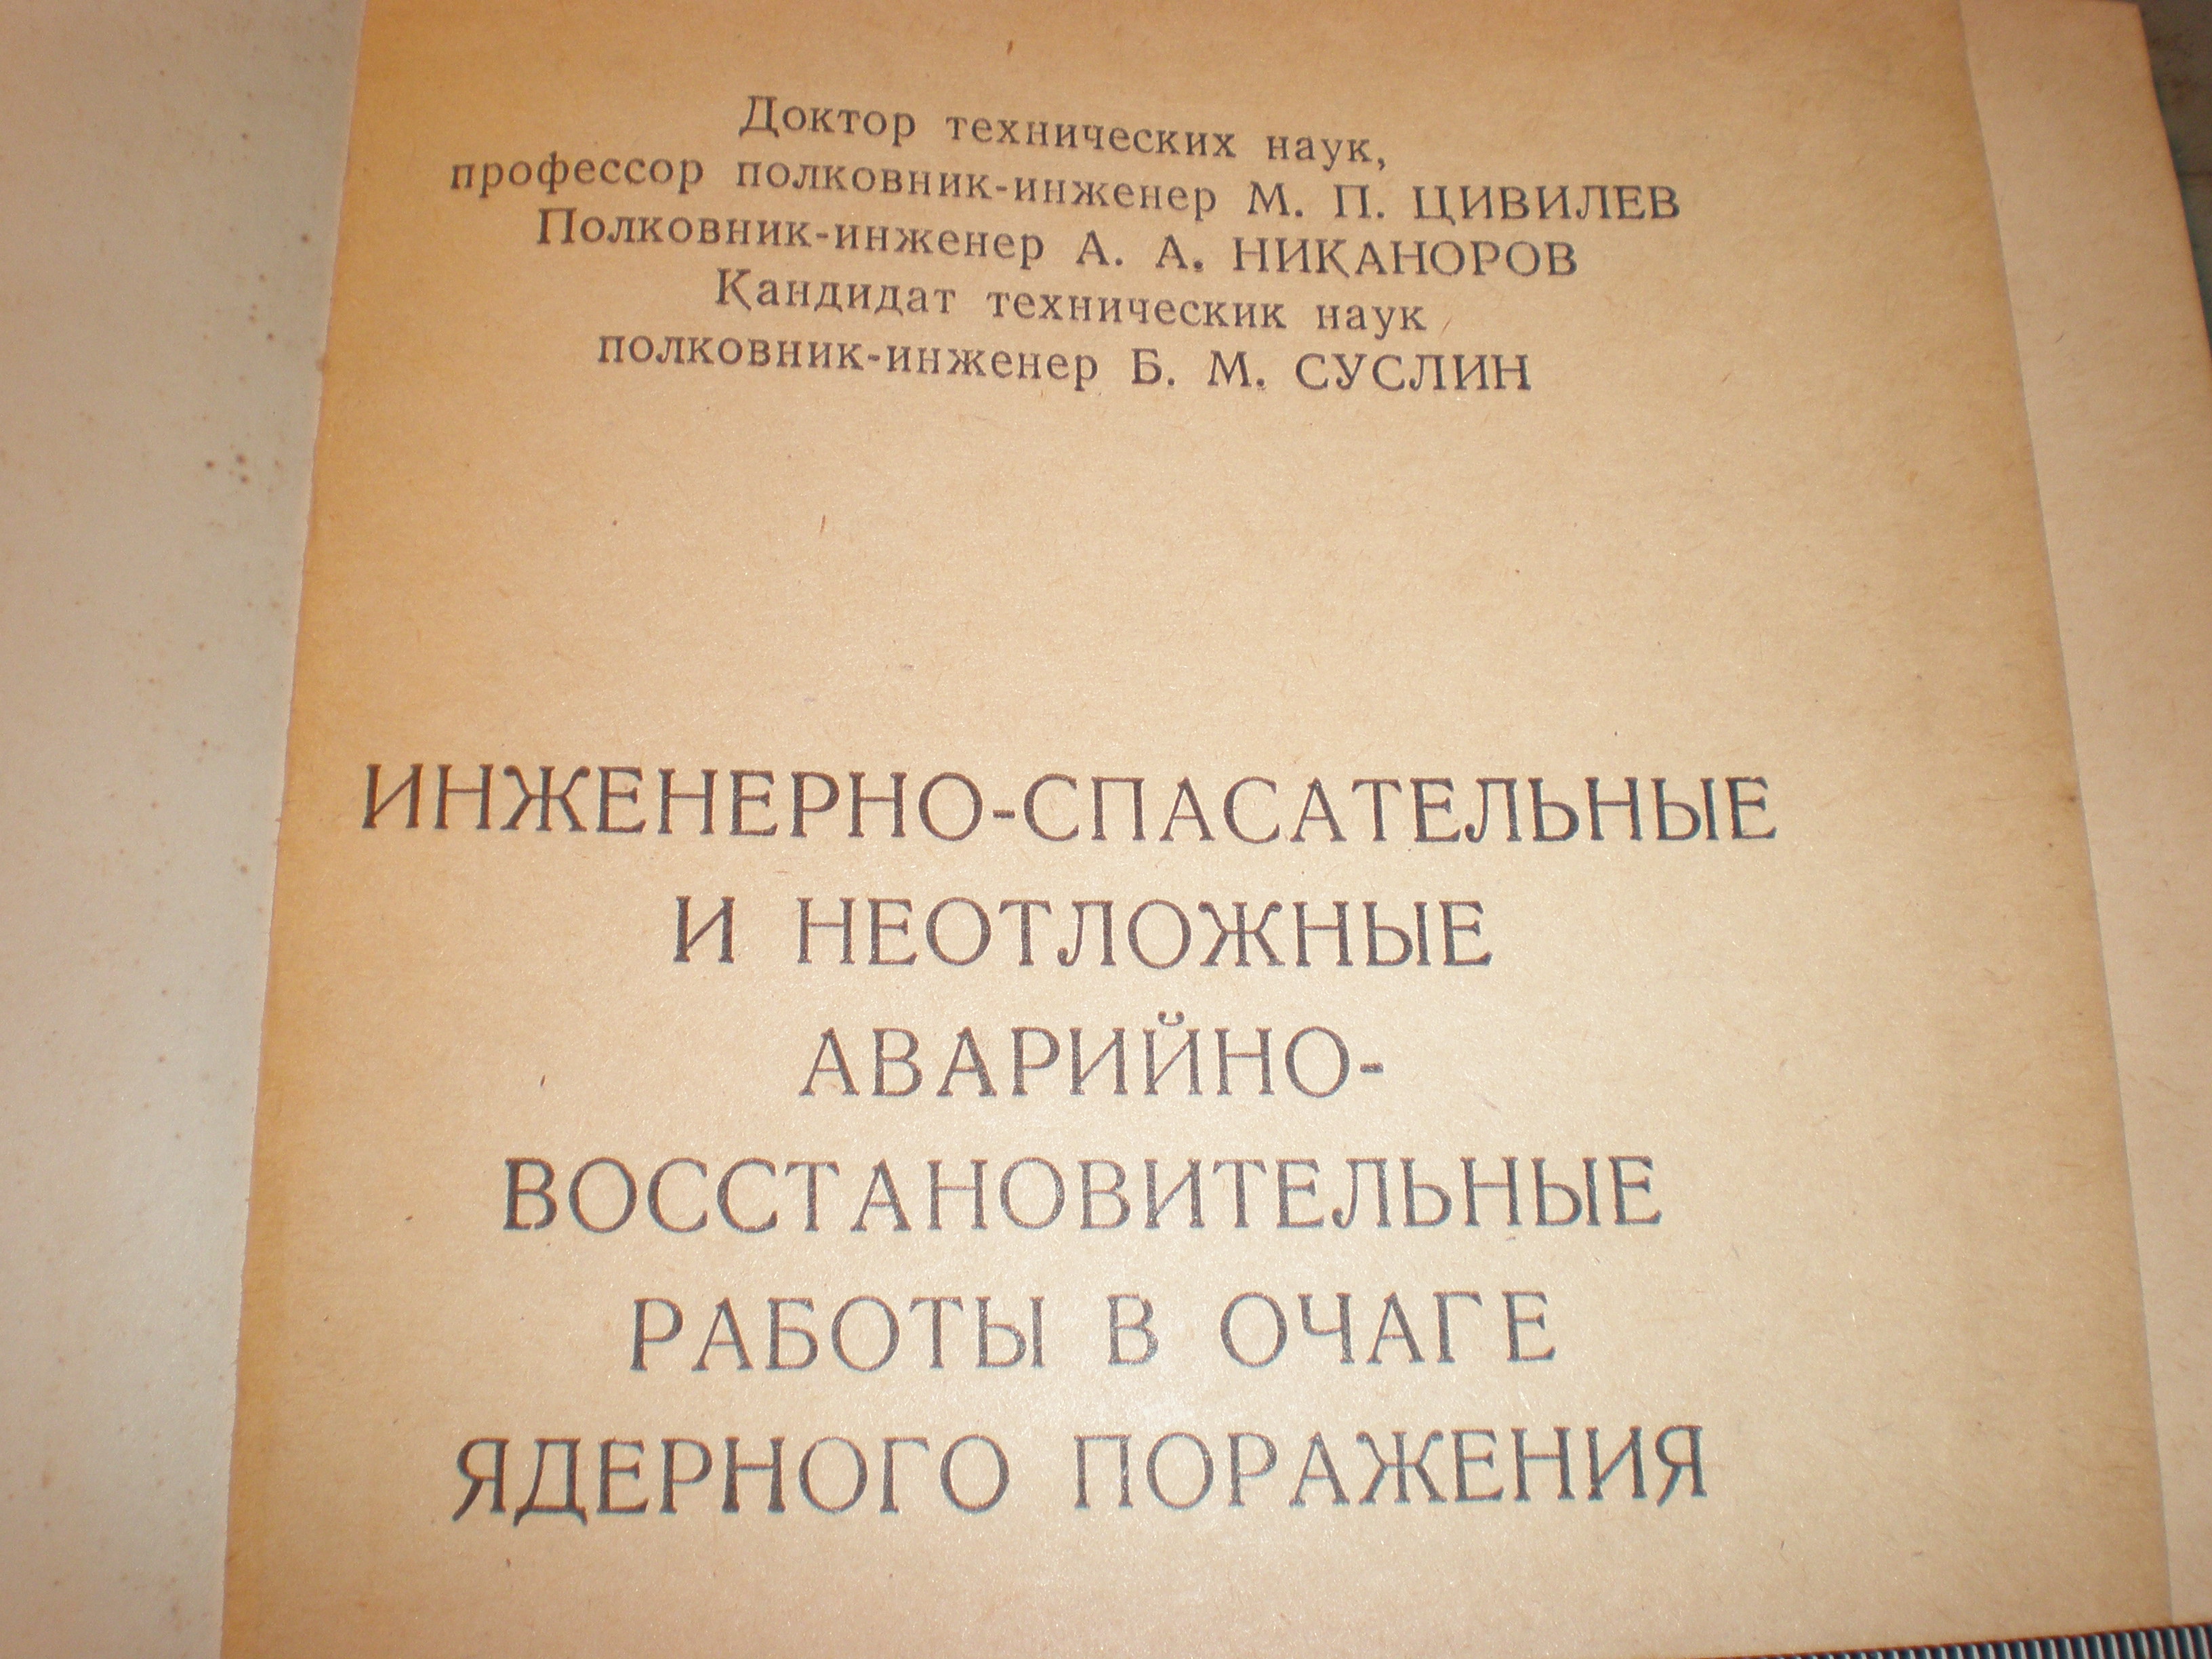 Доктор технических наук,
профессор полковник-инженер М. П. ЦИВИЛЕВ
Полковник-инженер А. А. НИКАНОРОВ
Кандидат техническик наук
полковник-инженер Б. М. СУСЛИН
ИНЖЕНЕРНО-СПАСАТЕЛЬНЫЕ
И НЕОТЛОЖНЫЕ
АВАРИЙНО-
ВОССТАНОВИТЕЛЬНЫЕ
РАБОТЫ В ОЧАГЕ
ЯДЕРНОГО ПОРАЖЕНИЯ